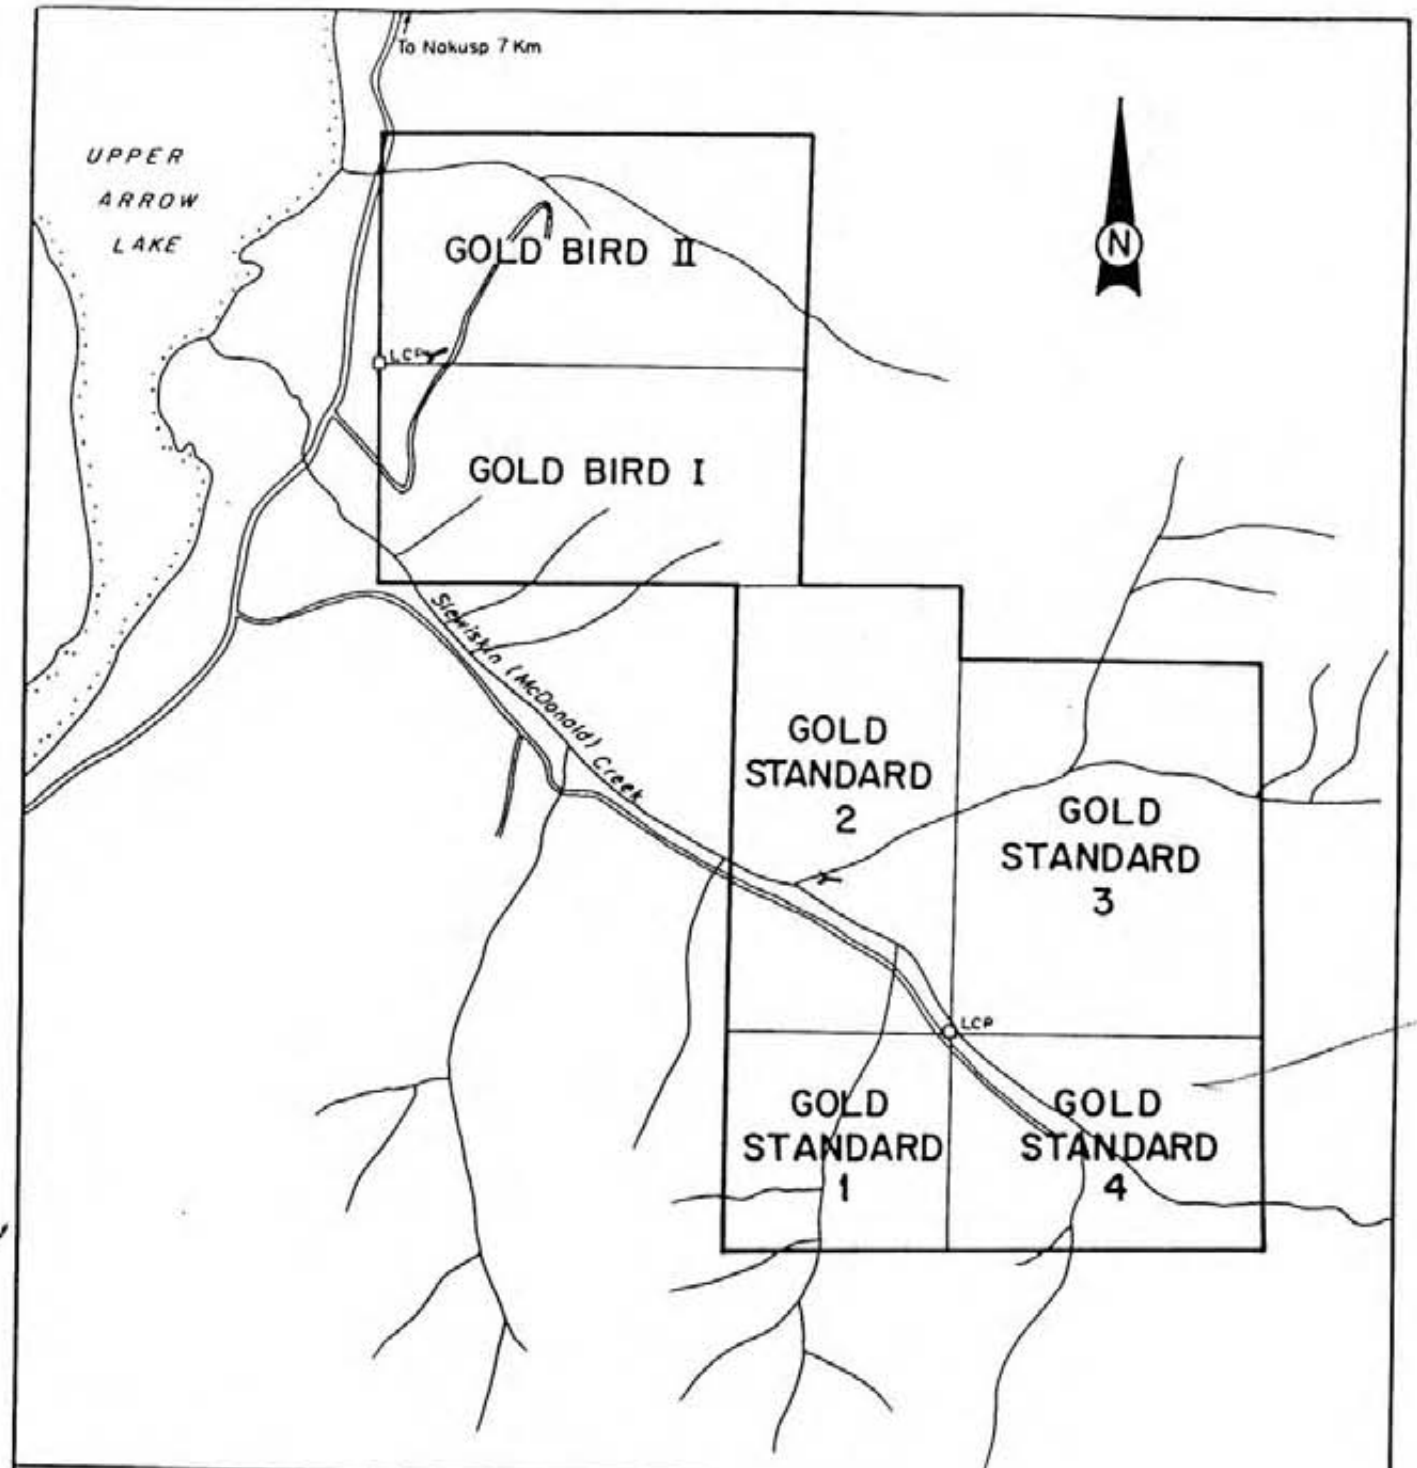 To Nakusp 7 Km
UPPER
ARROW
LAKE
N
GOLD BIRD II
LCP
GOLD BIRD I
Slewiskin (McDonald) Creek
GOLD
STANDARD
2
GOLD
STANDARD
3
LCP
GOLD
STANDARD
1
GOLD
STANDARD
4